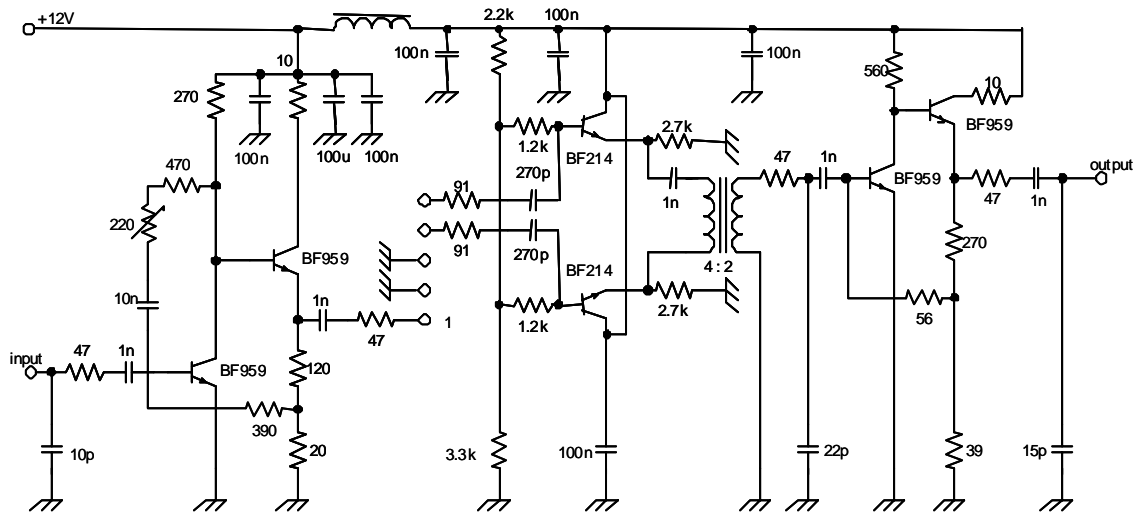 +12V
2.2k
100n
100n
100n
10
270
560
10
BF959
100n
100u
100n
1.2k
BF214
2.7k
470
270p
47
1n
BF959
output
91
1n
47
1n
220
91
270p
4 : 2
270
BF959
BF214
10n
1n
1.2k
2.7k
56
47
1
input
47
1n
BF959
120
390
20
10p
3.3k
100n
22p
39
15p